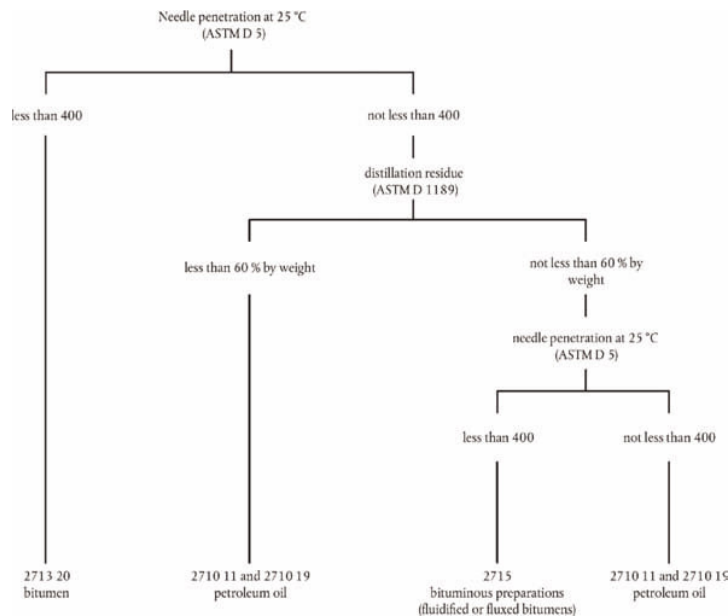 Needle penetration at 25 °C
(ASTM D 5)
less than 400
not less than 400
distillation residue
(ASTM D 1189)
less than 60 % by weight
not less than 60 % by
weight
needle penetration at 25 °C
(ASTM D 5)
less than 400
not less than 400
2713 20
bitumen
2710 11 and 2710 19
petroleum oil
2715
bituminous preparations
(fluidified or fluxed bitumens)
2710 11 and 2710 19
petroleum oil